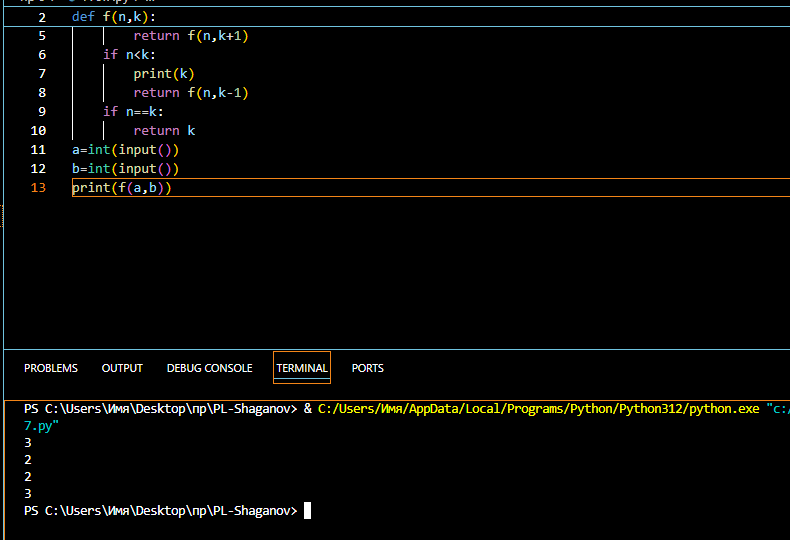 2 def f(n,k):
5 return f(n,k+1)
6 if n<k:
7 print(k)
8 return f(n,k-1)
9 if n==k:
10 return k
11 a=int(input())
12 b=int(input())
13 print(f(a,b))
PROBLEMS OUTPUT DEBUG CONSOLE TERMINAL PORTS
PS C:\Users\Имя\Desktop\пр\PL-Shaganov> & C:/Users/Имя/AppData/Local/Programs/Python/Python312/python.exe "c:/
7.py"
3
2
2
3
PS C:\Users\Имя\Desktop\пр\PL-Shaganov>